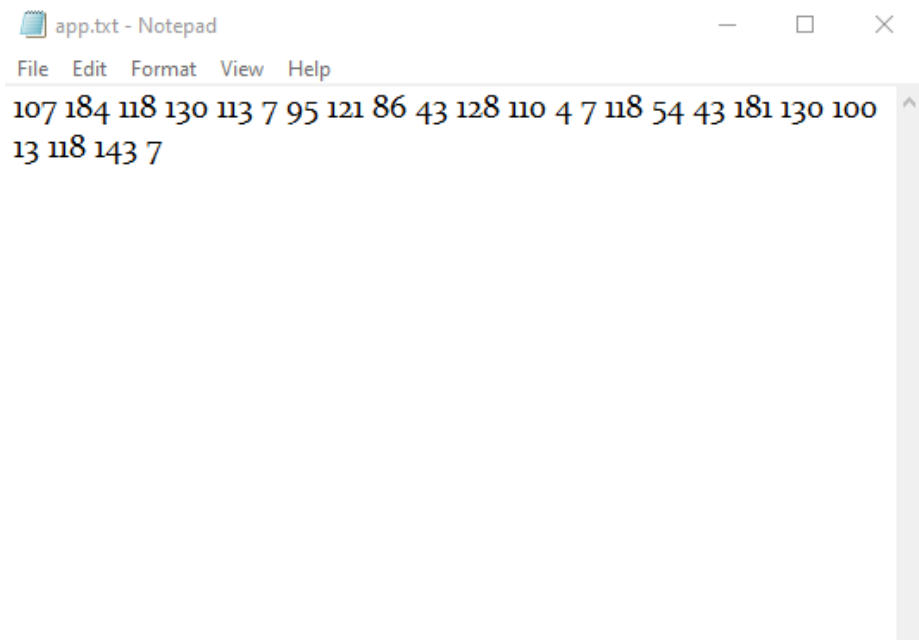 app.txt - Notepad
File Edit Format View Help
107 184 118 130 113 7 95 121 86 43 128 110 4 7 118 54 43 181 130 100
13 118 143 7